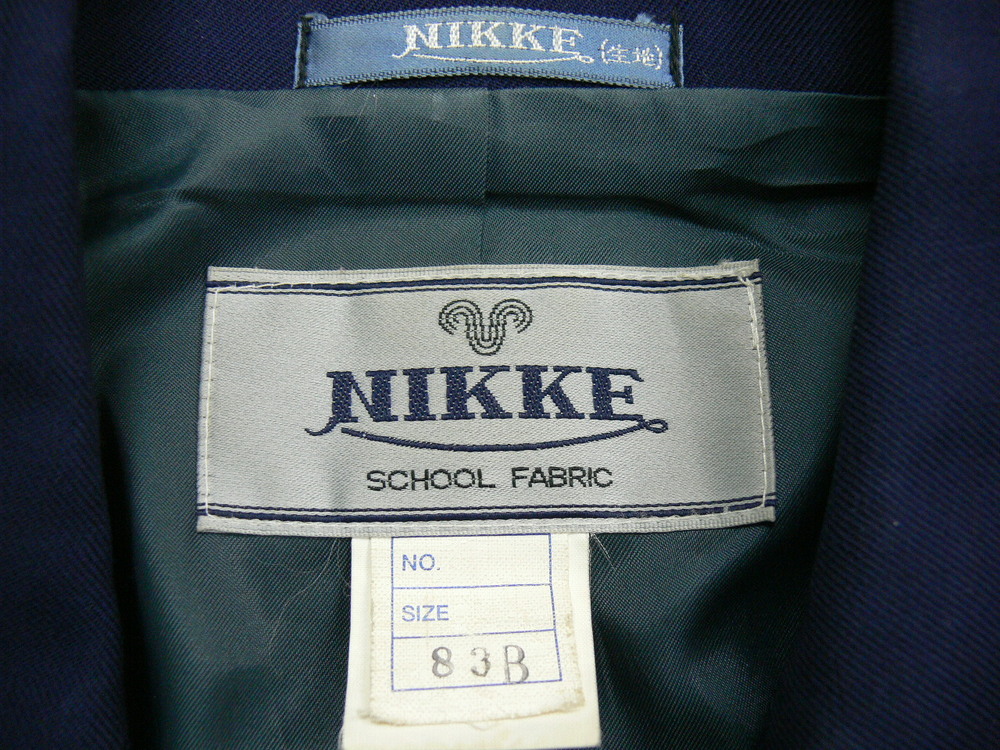 NIKKE (生地)
NIKKE
SCHOOL FABRIC
NO.
SIZE
83B